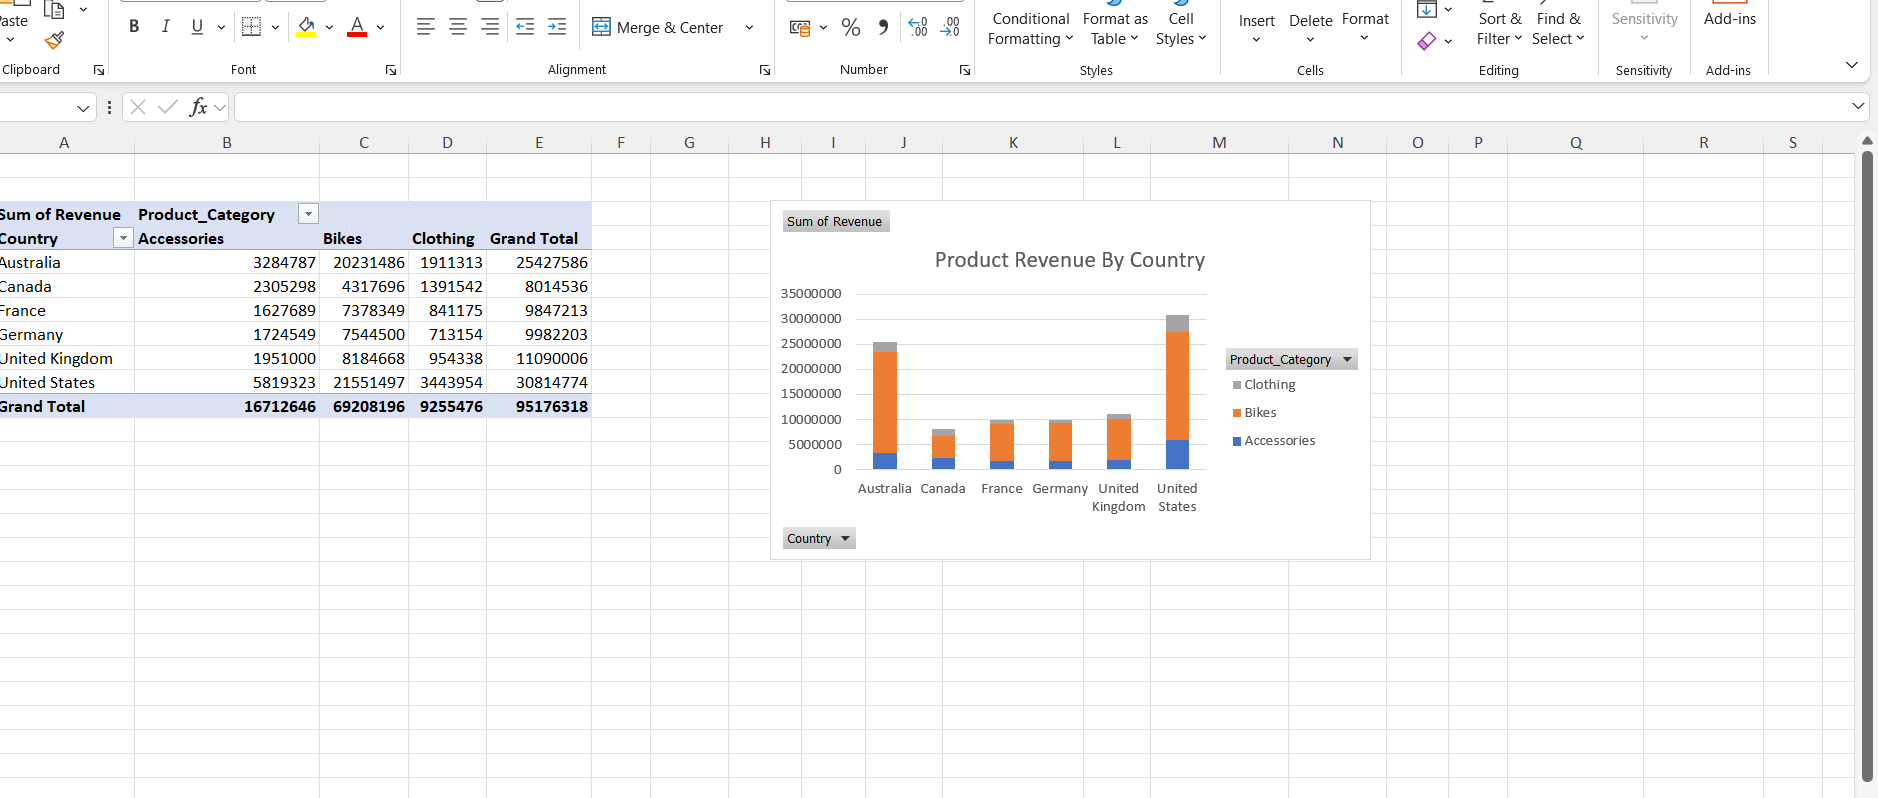 B I U A Merge & Center % Conditional Formatting Format as Table Cell Styles Insert Delete Format Sort & Filter Find & Select Sensitivity Add-ins
Clipboard Font Alignment Number Styles Cells Editing Sensitivity Add-ins
fx
A B C D E F G H I J K L M N O P Q R S
Sum of Revenue Product_Category
Country Accessories Bikes Clothing Grand Total
Australia 3284787 20231486 1911313 25427586
Canada 2305298 4317696 1391542 8014536
France 1627689 7378349 841175 9847213
Germany 1724549 7544500 713154 9982203
United Kingdom 1951000 8184668 954338 11090006
United States 5819323 21551497 3443954 30814774
Grand Total 16712646 69208196 9255476 95176318
Sum of Revenue
Product Revenue By Country
35000000
30000000
25000000
20000000
15000000
10000000
5000000
0
Australia Canada France Germany United Kingdom United States
Product_Category
Clothing
Bikes
Accessories
Country